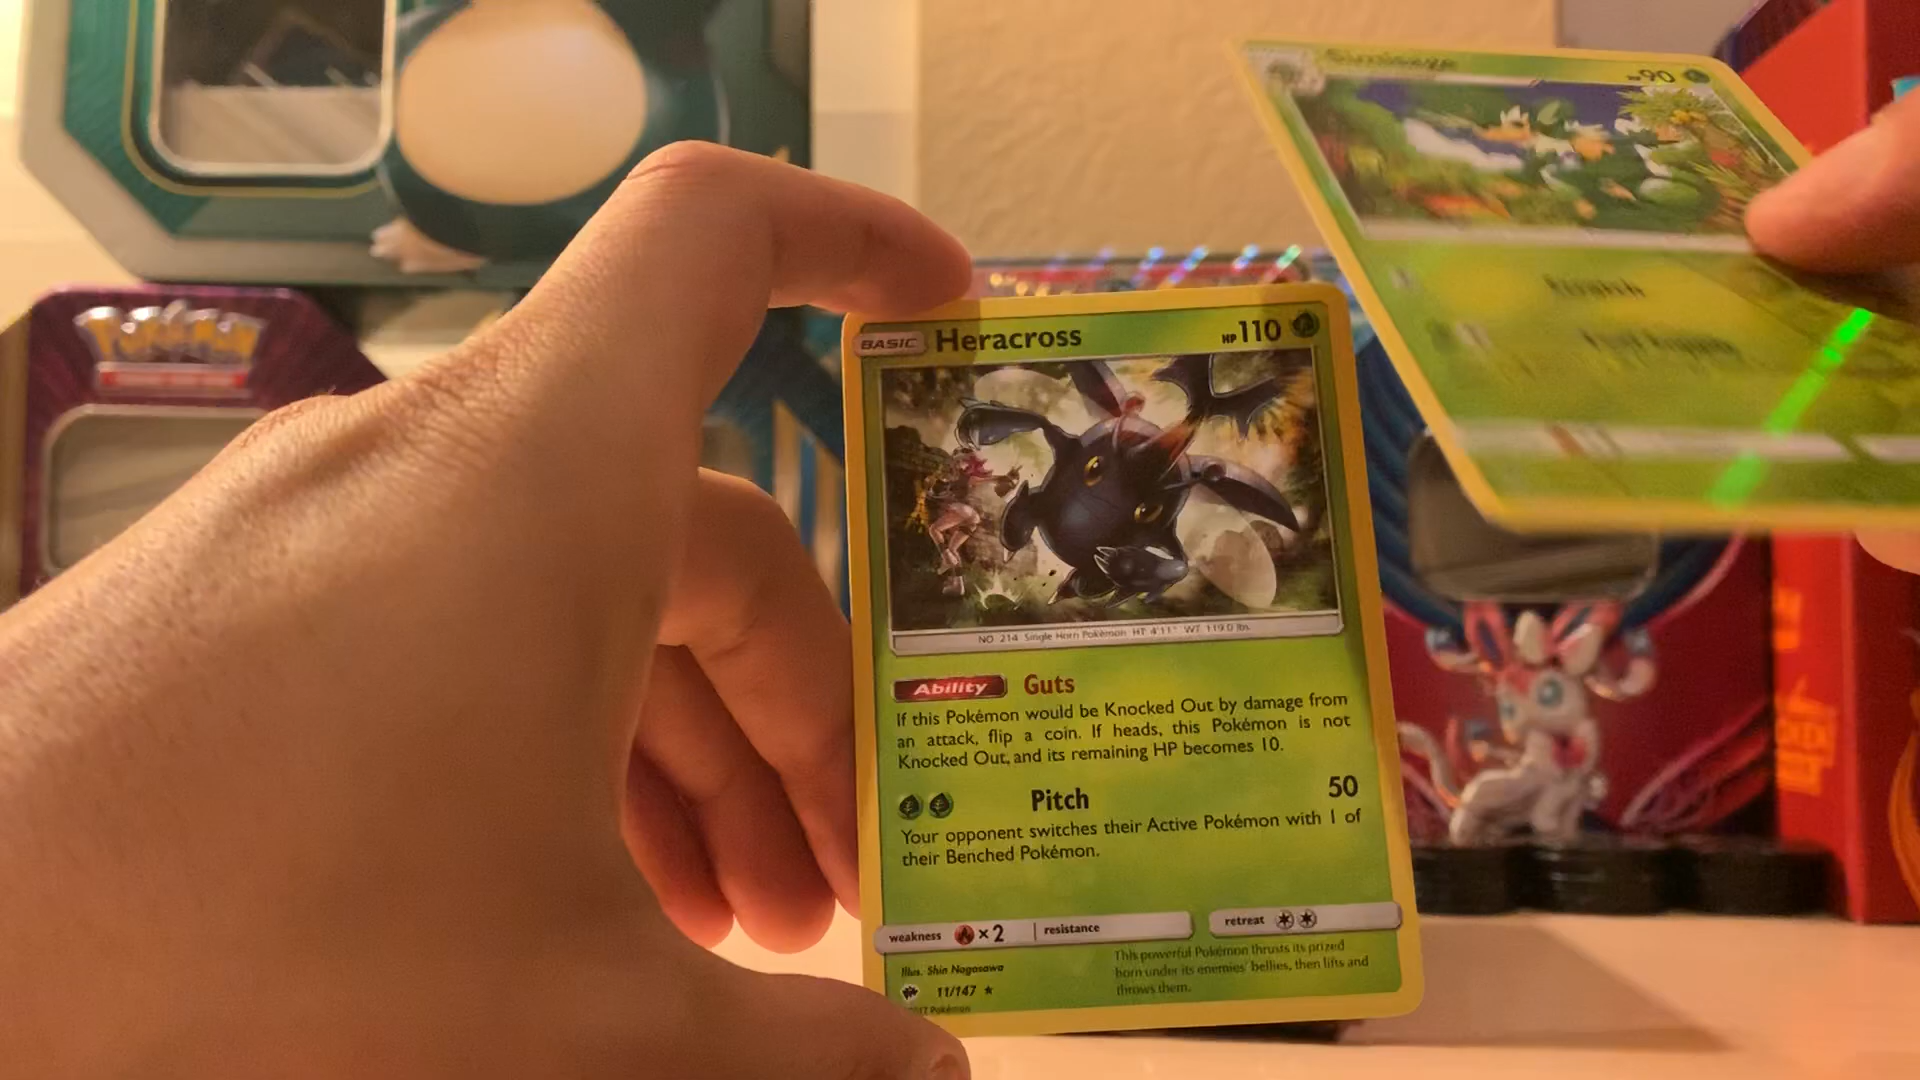 POKéMON
BASIC Heracross HP 110
NO. 214 Single Horn Pokémon HT: 4'11" WT: 119.0 lbs.
Ability Guts
If this Pokémon would be Knocked Out by damage from
an attack, flip a coin. If heads, this Pokémon is not
Knocked Out, and its remaining HP becomes 10.
Pitch 50
Your opponent switches their Active Pokémon with 1 of
their Benched Pokémon.
weakness ×2 resistance retreat
Illus. Shin Nagasawa
11/147
2017 Pokémon
This powerful Pokémon thrusts its prized
horn under its enemies' bellies, then lifts and
throws them.
Simisage HP 90